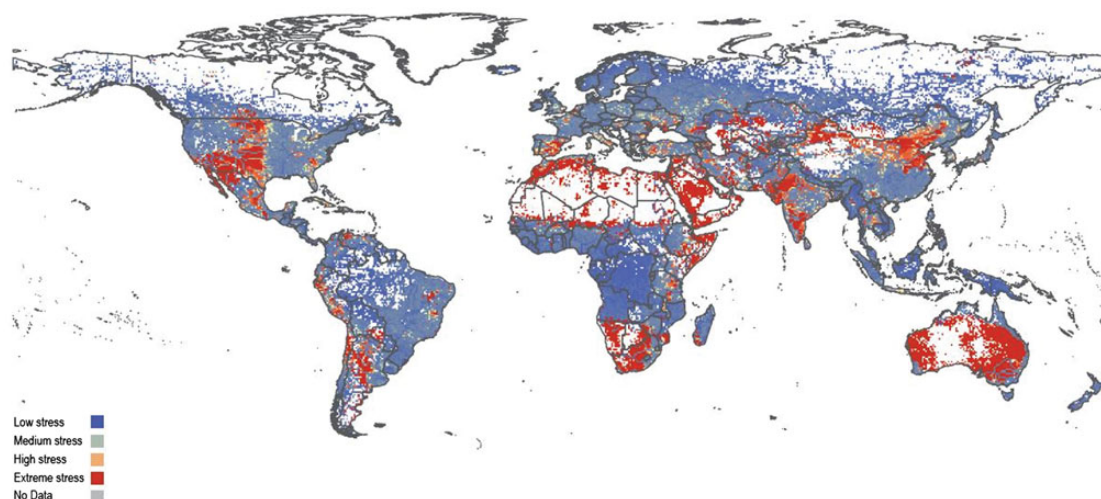 Low stress
Medium stress
High stress
Extreme stress
No Data